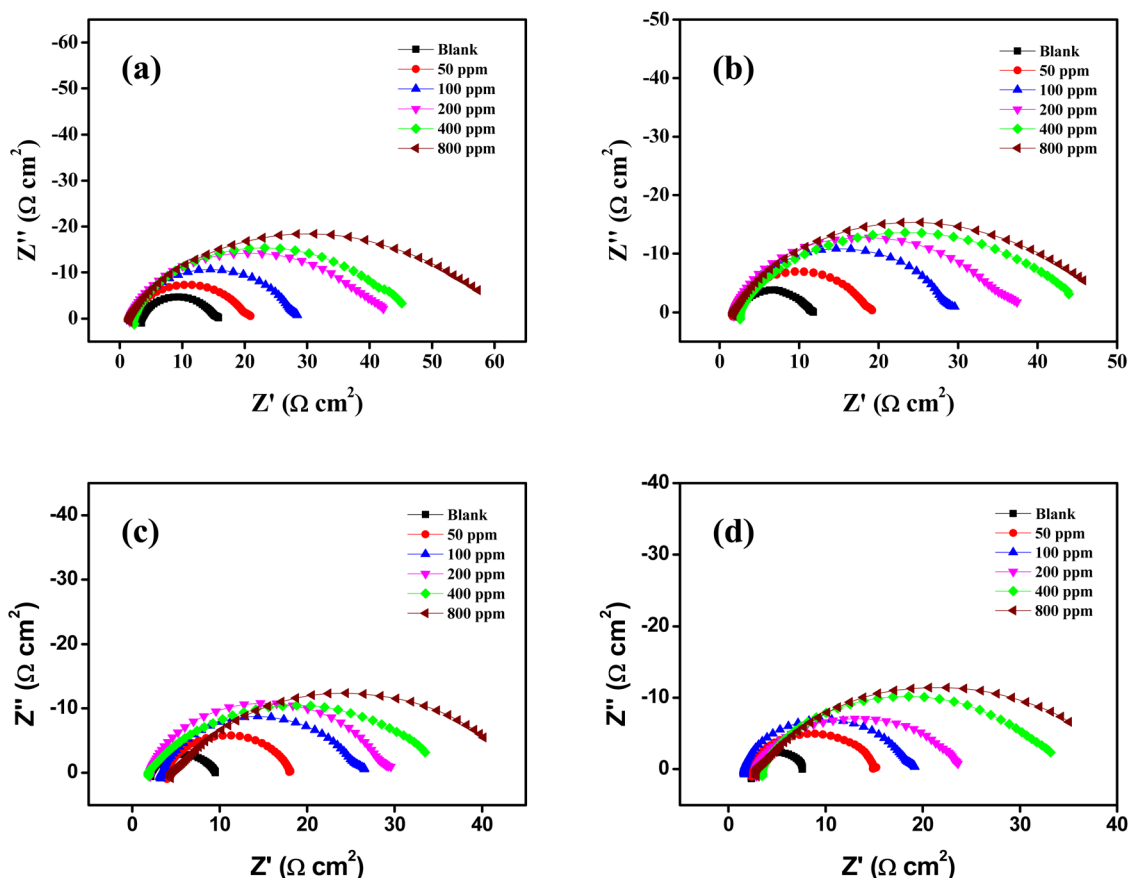 (a)
Blank
50 ppm
100 ppm
200 ppm
400 ppm
800 ppm
-60
-50
-40
-30
-20
-10
0
Z'' (Ω cm²)
0 10 20 30 40 50 60
Z' (Ω cm²)
(b)
Blank
50 ppm
100 ppm
200 ppm
400 ppm
800 ppm
-50
-40
-30
-20
-10
0
Z'' (Ω cm²)
0 10 20 30 40 50
Z' (Ω cm²)
(c)
Blank
50 ppm
100 ppm
200 ppm
400 ppm
800 ppm
-40
-30
-20
-10
0
Z'' (Ω cm²)
0 10 20 30 40
Z' (Ω cm²)
(d)
Blank
50 ppm
100 ppm
200 ppm
400 ppm
800 ppm
-40
-30
-20
-10
0
Z'' (Ω cm²)
0 10 20 30 40
Z' (Ω cm²)